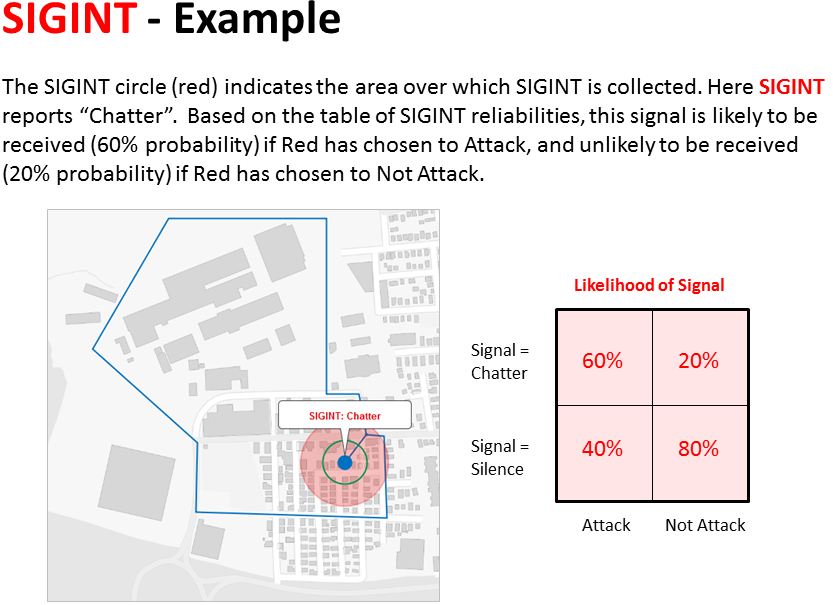 SIGINT - Example
The SIGINT circle (red) indicates the area over which SIGINT is collected. Here SIGINT
reports “Chatter”.  Based on the table of SIGINT reliabilities, this signal is likely to be
received (60% probability) if Red has chosen to Attack, and unlikely to be received
(20% probability) if Red has chosen to Not Attack.
SIGINT: Chatter
Likelihood of Signal
Signal =
Chatter
60%
20%
Signal =
Silence
40%
80%
Attack
Not Attack